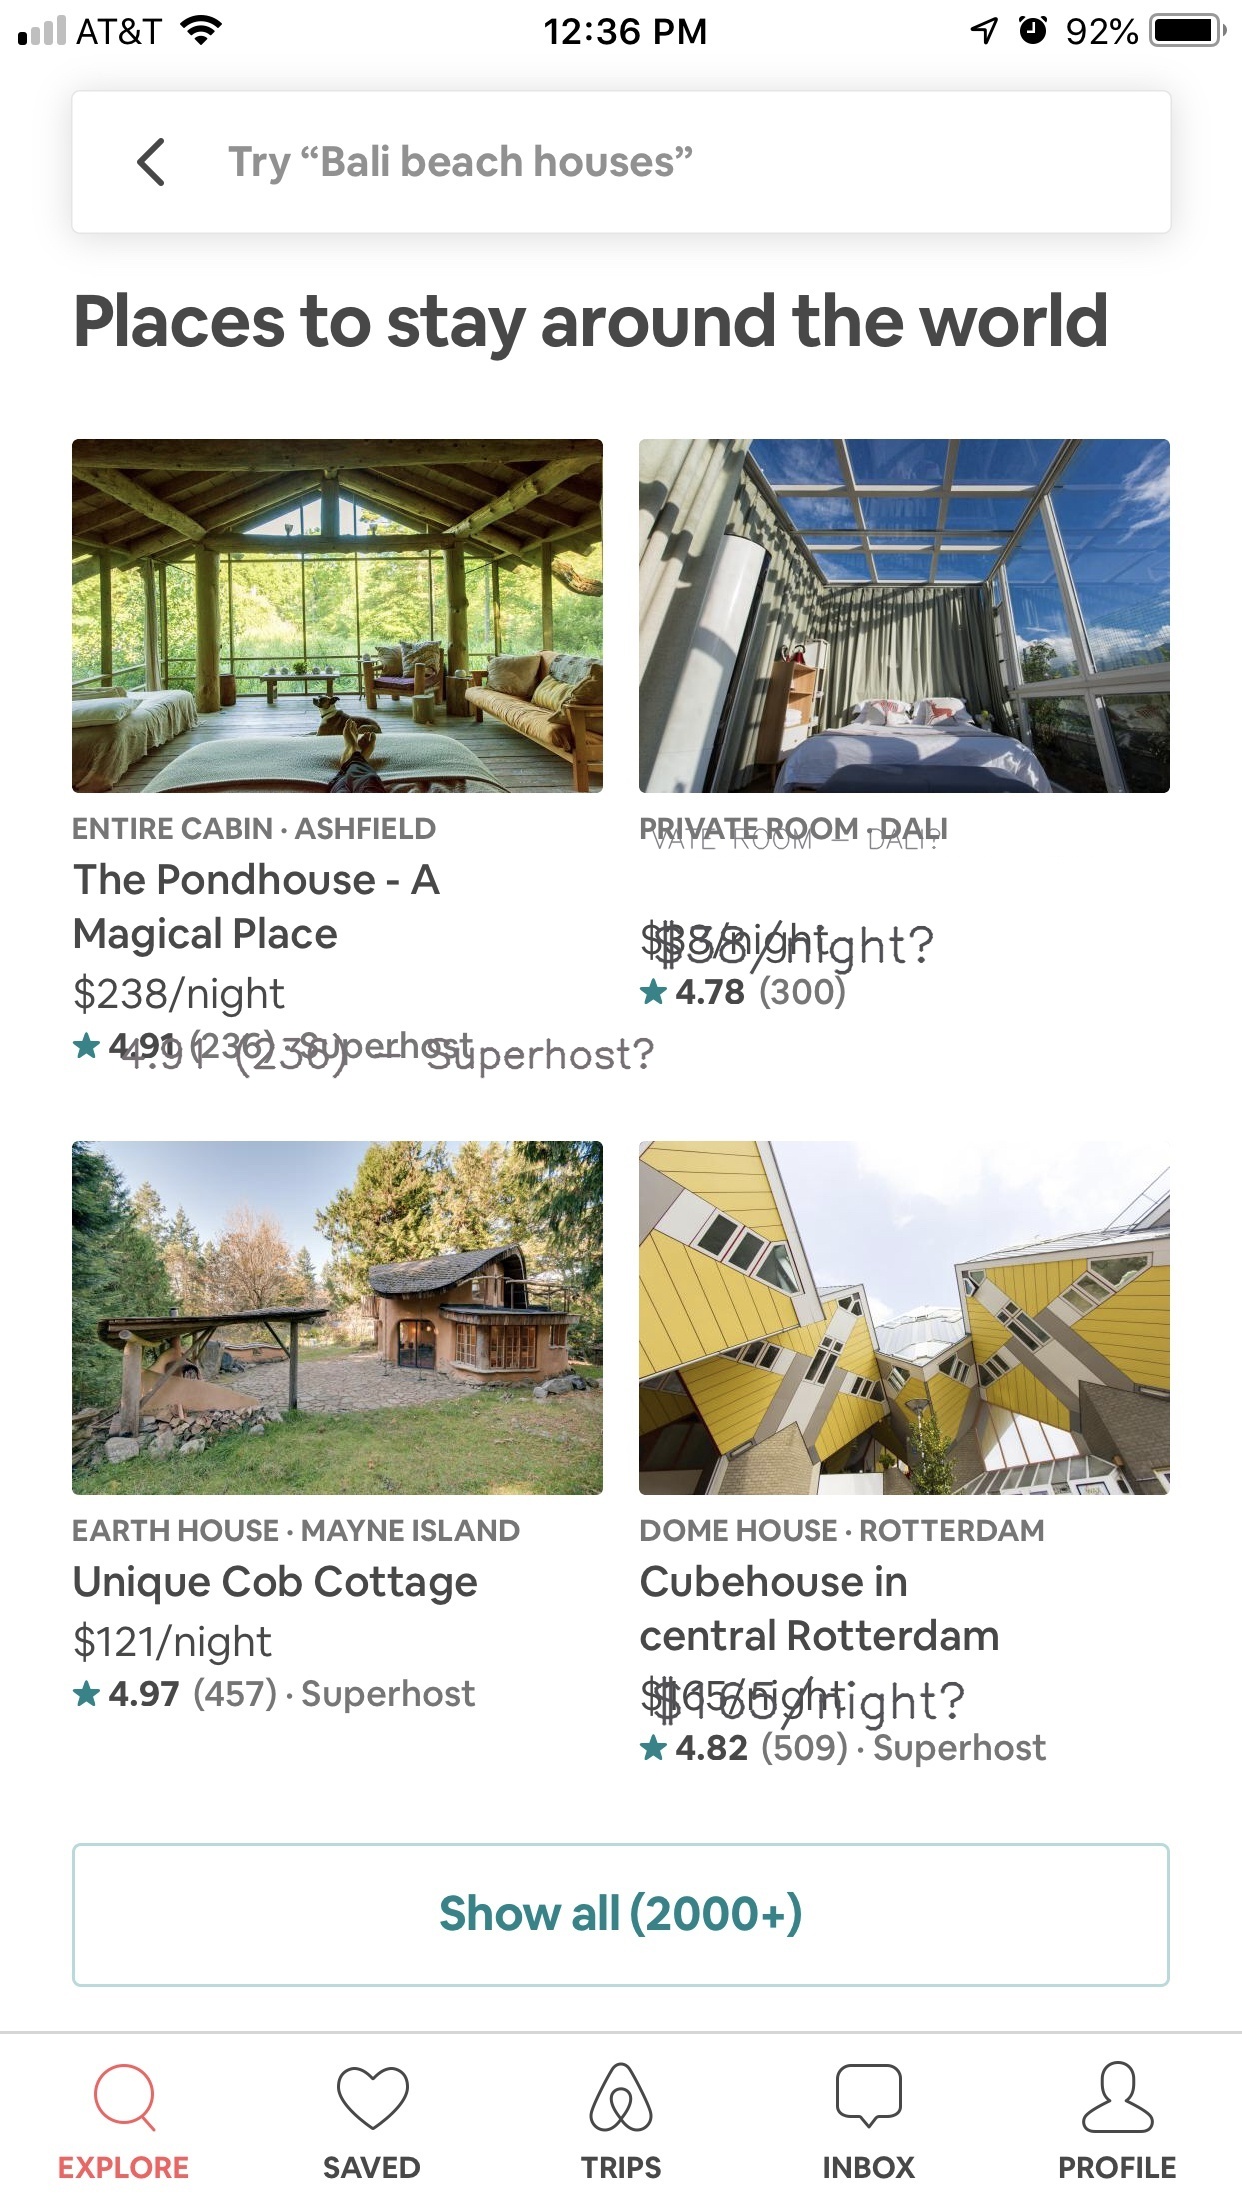 AT&T 12:36 PM 92%
Try “Bali beach houses”
Places to stay around the world
ENTIRE CABIN · ASHFIELD
The Pondhouse - A
Magical Place
$238/night
4.91 (236) · Superhost
4.91 (236) – Superhost?
PRIVATE ROOM · DALI
VATE ROOM – DALI?
$38/night
$38/night?
4.78 (300)
EARTH HOUSE · MAYNE ISLAND
Unique Cob Cottage
$121/night
4.97 (457) · Superhost
DOME HOUSE · ROTTERDAM
Cubehouse in
central Rotterdam
$165/night
$165/night?
4.82 (509) · Superhost
Show all (2000+)
EXPLORE SAVED TRIPS INBOX PROFILE